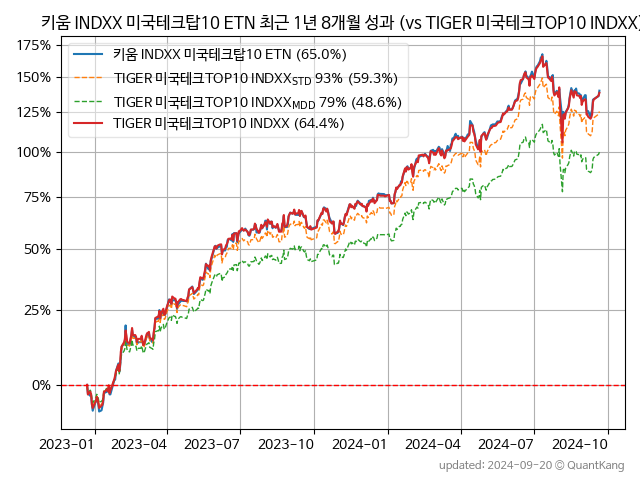 키움 INDXX 미국테크탑10 ETN 최근 1년 8개월 성과 (vs TIGER 미국테크TOP10 INDXX)
175%
150%
125%
100%
75%
50%
25%
0%
키움 INDXX 미국테크탑10 ETN (65.0%)
TIGER 미국테크TOP10 INDXXSTD 93% (59.3%)
TIGER 미국테크TOP10 INDXXMDD 79% (48.6%)
TIGER 미국테크TOP10 INDXX (64.4%)
2023-01 2023-04 2023-07 2023-10 2024-01 2024-04 2024-07 2024-10
updated: 2024-09-20 © QuantKang